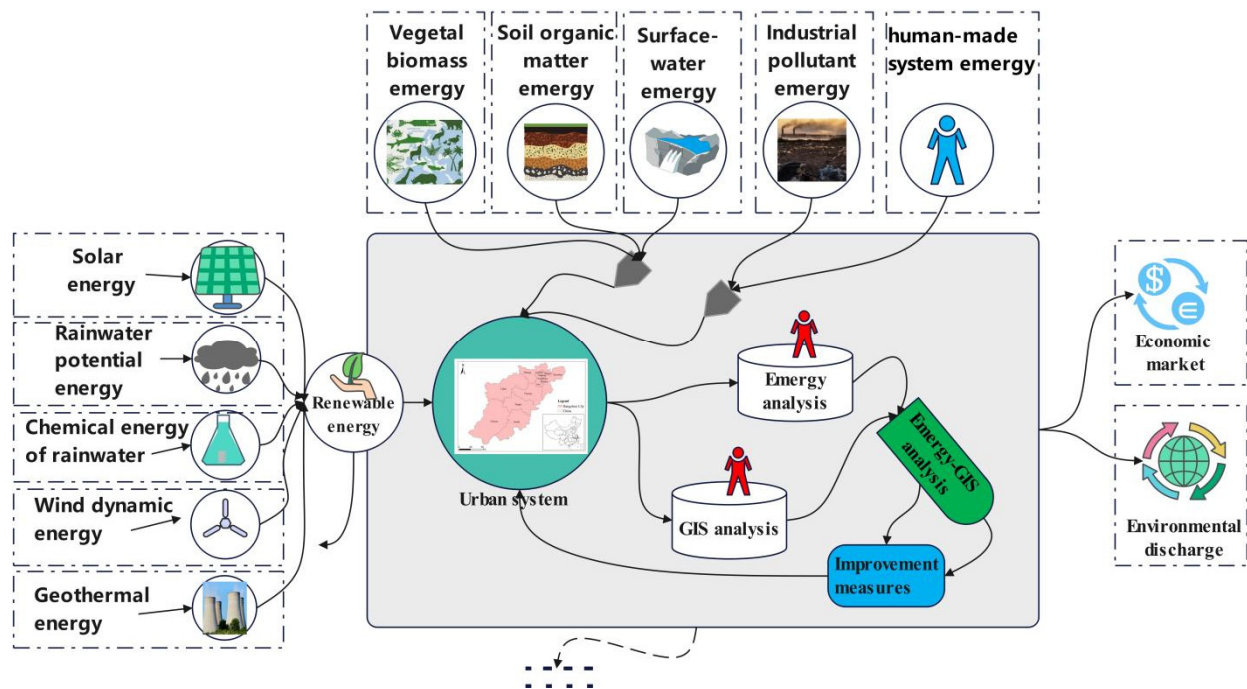 Vegetal
biomass
emergy
Soil organic
matter
emergy
Surface-
water
emergy
Industrial
pollutant
emergy
human-made
system emergy
Solar
energy
Rainwater
potential
energy
Chemical energy
of rainwater
Wind dynamic
energy
Geothermal
energy
Renewable
energy
Urban system
Emergy
analysis
GIS analysis
Emergy-GIS
analysis
Improvement
measures
$
Economic
market
Environmental
discharge